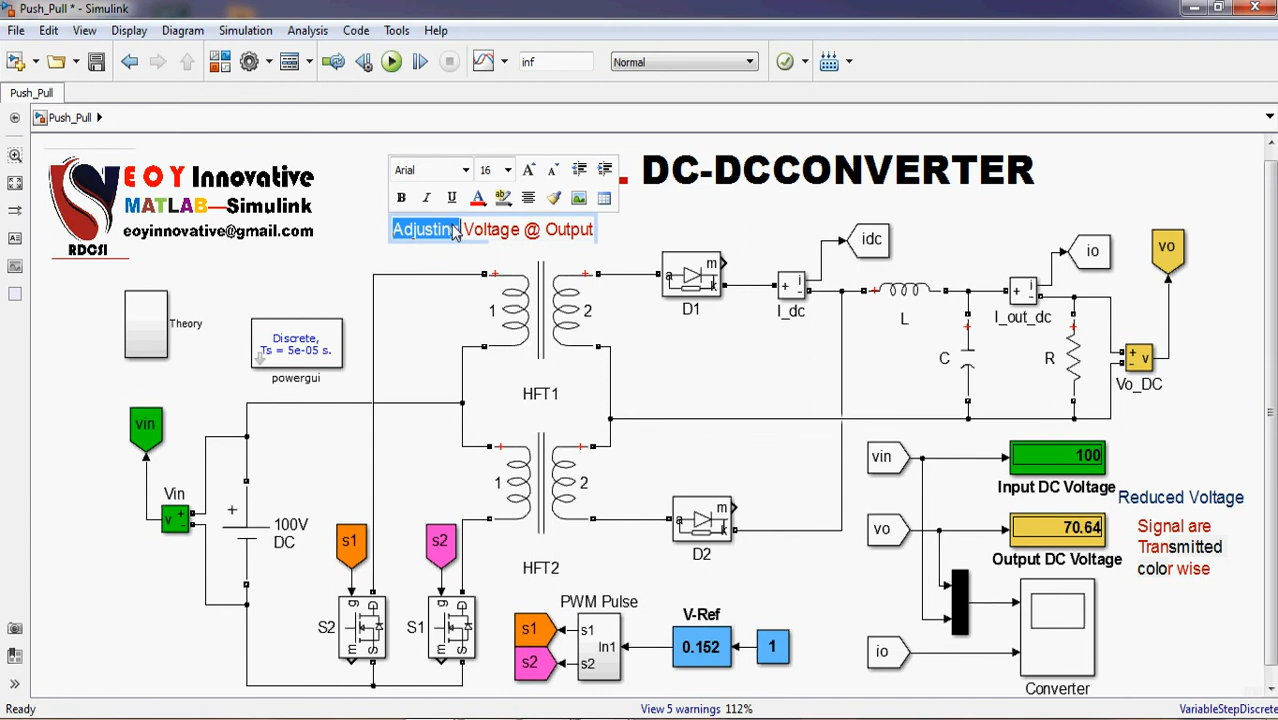 Push_Pull * - Simulink
File Edit View Display Diagram Simulation Analysis Code Tools Help
inf
Normal
Push_Pull
Push_Pull
E O Y Innovative
MATLAB—Simulink
eoyinnovative@gmail.com
RDCSI
Arial 16
B I U A
. DC-DCCONVERTER
Adjusting Voltage @ Output
Theory
Discrete,
Ts = 5e-05 s.
powergui
1
2
HFT1
a
m
k
D1
+
i
-
I_dc
idc
L
+
i
-
I_out_dc
io
vo
C
R
+
-
v
Vo_DC
vin
Vin
v
+
-
+
100V
DC
1
2
HFT2
a
m
k
D2
s1
s2
S2
g
D
m
S
S1
g
D
m
S
PWM Pulse
s1
s2
s1
s2
In1
V-Ref
0.152
1
vin
100
Input DC Voltage
vo
70.64
Output DC Voltage
Reduced Voltage
Signal are
Transmitted
color wise
io
Converter
Ready
View 5 warnings 112%
VariableStepDiscrete